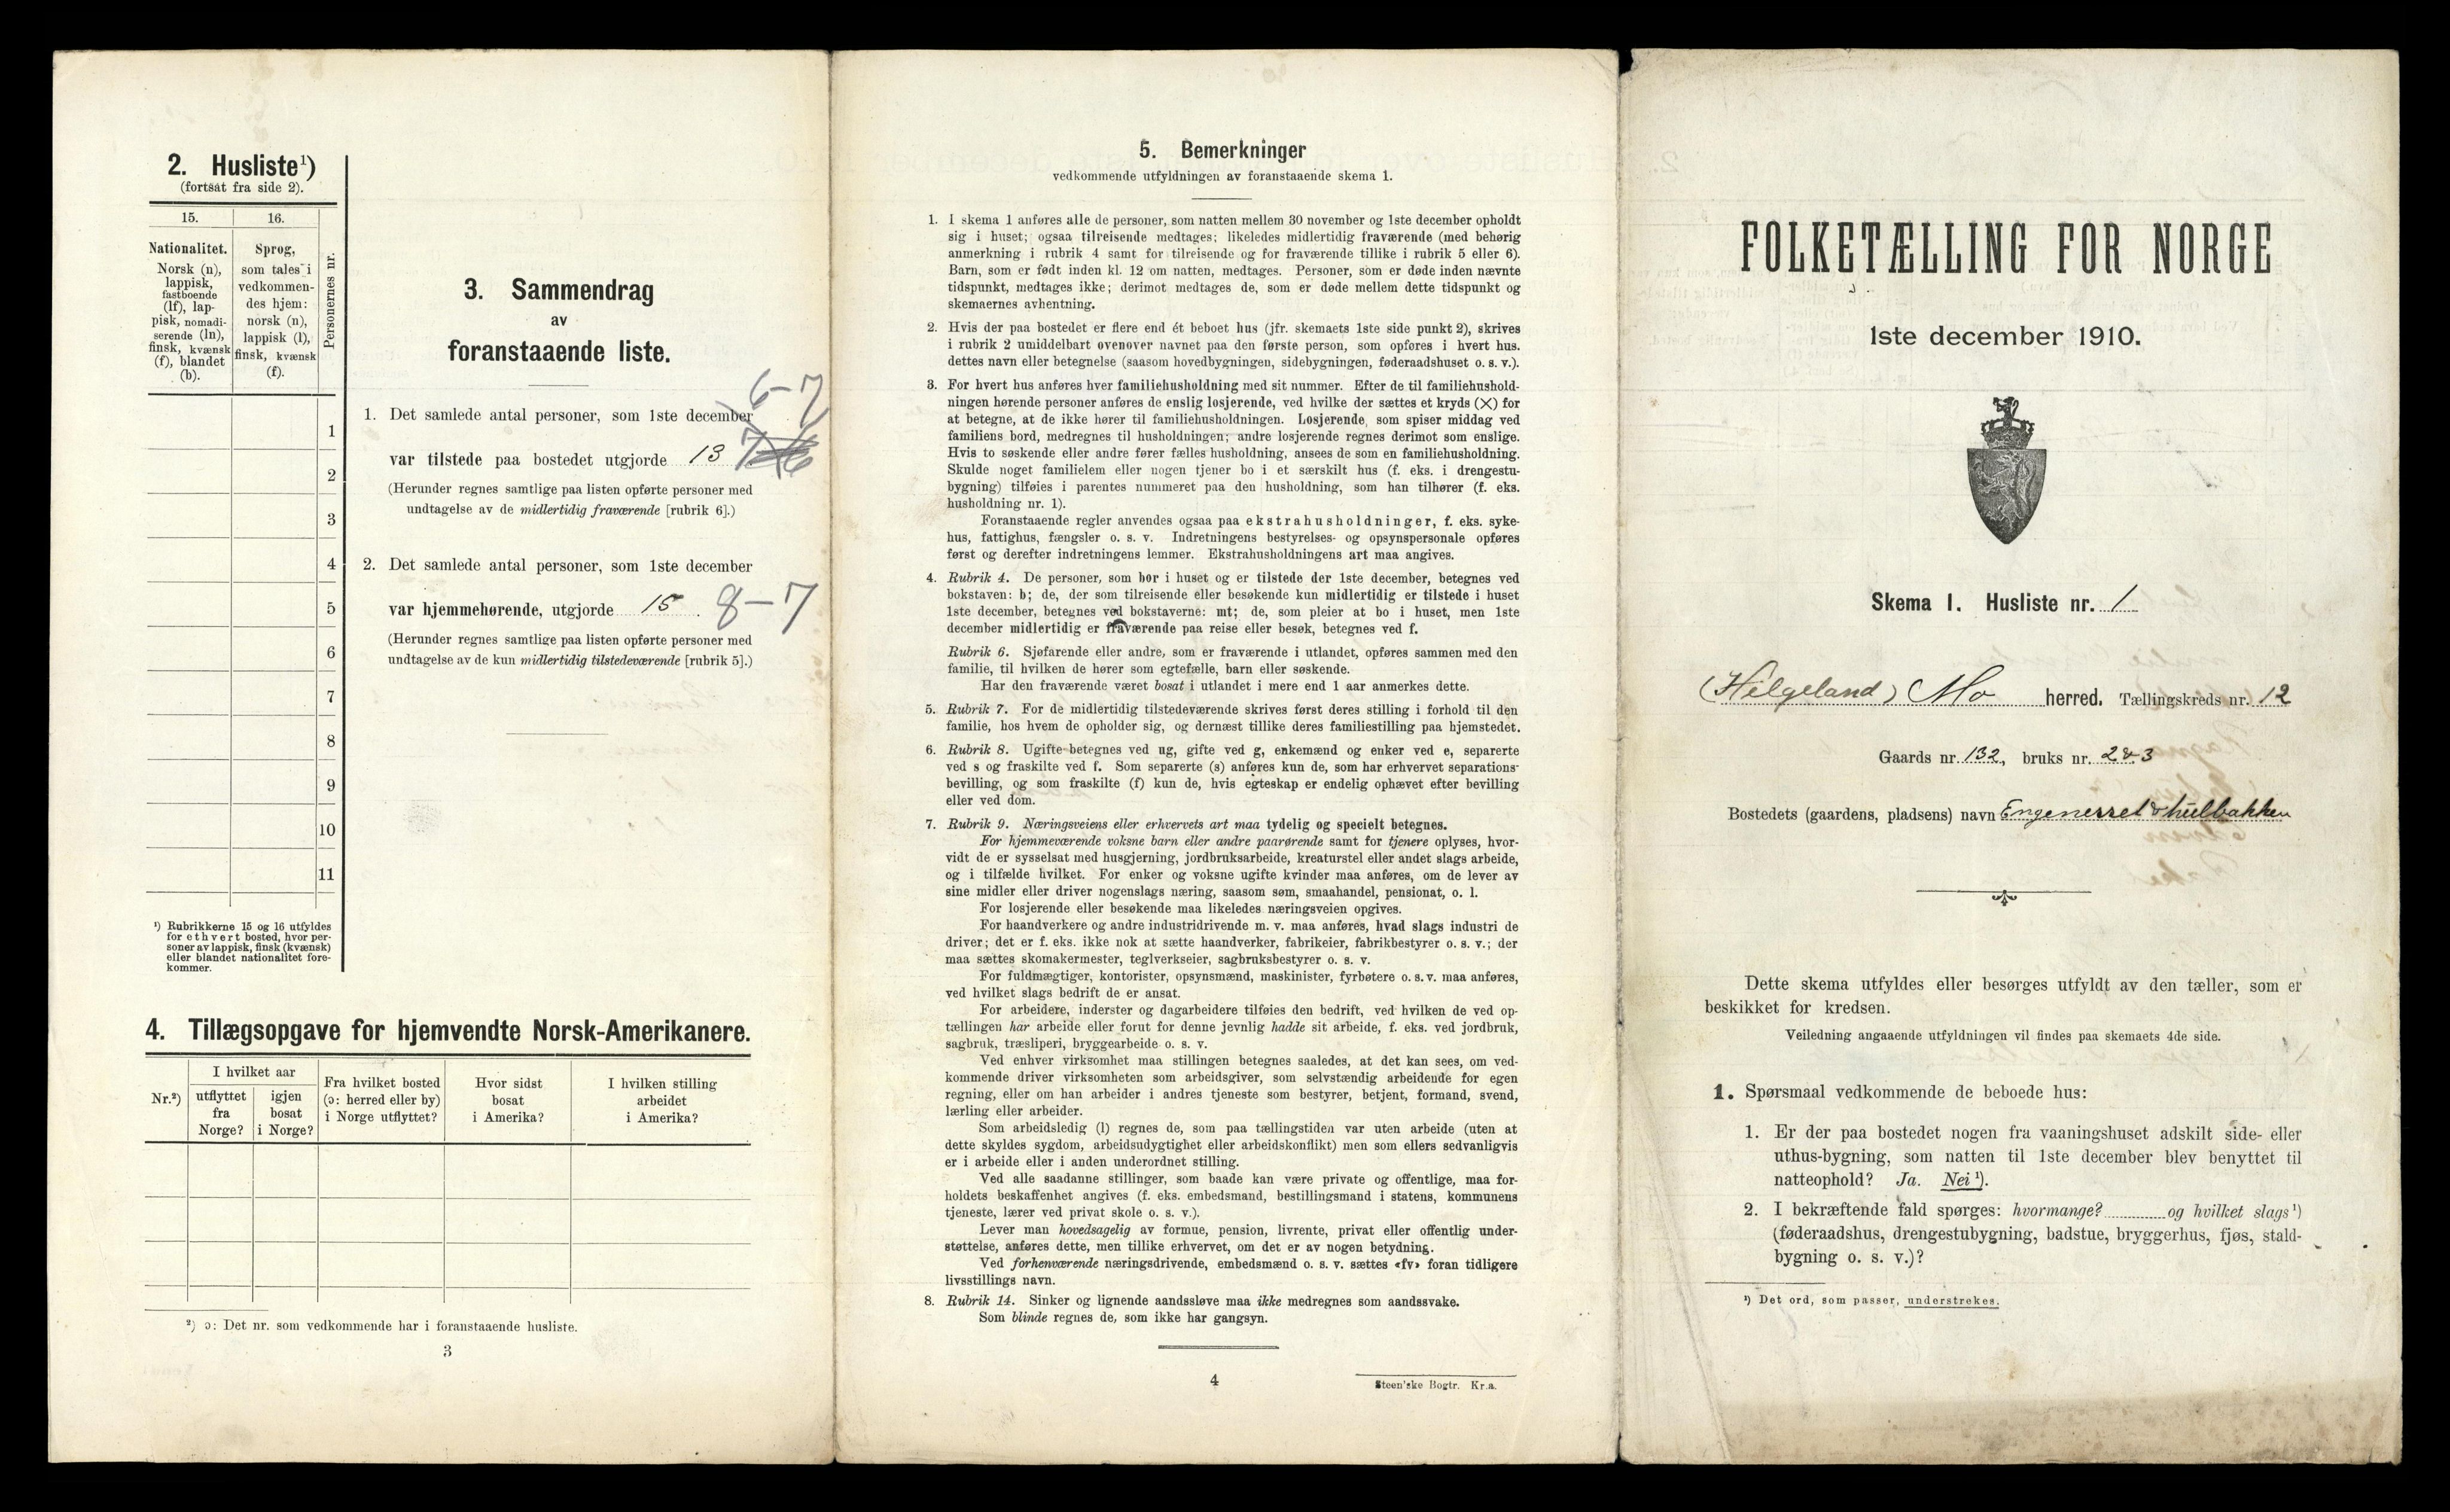 2. Husliste¹)
(fortsat fra side 2).
15.
16.
Personernes nr.
Nationalitet.
Norsk (n),
lappisk,
fastboende
(lf), lap-
pisk, nomadi-
serende (ln),
finsk, kvænsk
(f), blandet
(b).
Sprog,
som tales i
vedkommen-
des hjem:
norsk (n),
lappisk (l),
finsk, kvænsk
(f).
1
2
3
4
5
6
7
8
9
10
11
¹) Rubrikkerne 15 og 16 utfyldes
for ethvert bosted, hvor per-
soner av lappisk, finsk (kvænsk)
eller blandet nationalitet fore-
kommer.
3. Sammendrag
av
foranstaaende liste.
6-7
1. Det samlede antal personer, som 1ste december
var tilstede paa bostedet utgjorde 13
(Herunder regnes samtlige paa listen opførte personer med
undtagelse av de midlertidig fraværende [rubrik 6].)
2. Det samlede antal personer, som 1ste december
var hjemmehørende, utgjorde 15. 8-7
(Herunder regnes samtlige paa listen opførte personer med
undtagelse av de kun midlertidig tilstedeværende [rubrik 5].)
4. Tillægsopgave for hjemvendte Norsk-Amerikanere.
Nr.²)
I hvilket aar
utflyttet
fra
Norge?
igjen
bosat
i Norge?
Fra hvilket bosted
(ɔ: herred eller by)
i Norge utflyttet?
Hvor sidst
bosat
i Amerika?
I hvilken stilling
arbeidet
i Amerika?
²) ɔ: Det nr. som vedkommende har i foranstaaende husliste.
3
5. Bemerkninger
vedkommende utfyldningen av foranstaaende skema 1.
1. I skema 1 anføres alle de personer, som natten mellem 30 november og 1ste december opholdt
sig i huset; ogsaa tilreisende medtages; likeledes midlertidig fraværende (med behørig
anmerkning i rubrik 4 samt for tilreisende og for fraværende tillike i rubrik 5 eller 6).
Barn, som er født inden kl. 12 om natten, medtages. Personer, som er døde inden nævnte
tidspunkt, medtages ikke; derimot medtages de, som er døde mellem dette tidspunkt og
skemaernes avhentning.
2. Hvis der paa bostedet er flere end ét beboet hus (jfr. skemaets 1ste side punkt 2), skrives
i rubrik 2 umiddelbart ovenover navnet paa den første person, som opføres i hvert hus.
dettes navn eller betegnelse (saasom hovedbygningen, sidebygningen, føderaadshuset o. s. v.).
3. For hvert hus anføres hver familiehusholdning med sit nummer. Efter de til familiehushold-
ningen hørende personer anføres de enslig losjerende, ved hvilke der sættes et kryds (×) for
at betegne, at de ikke hører til familiehusholdningen. Losjerende, som spiser middag ved
familiens bord, medregnes til husholdningen; andre losjerende regnes derimot som enslige.
Hvis to søskende eller andre fører fælles husholdning, ansees de som en familiehusholdning.
Skulde noget familielem eller nogen tjener bo i et særskilt hus (f. eks. i drengestu-
bygning) tilføies i parentes nummeret paa den husholdning, som han tilhører (f. eks.
husholdning nr. 1).
Foranstaaende regler anvendes ogsaa paa ekstrahusholdninger, f. eks. syke-
hus, fattighus, fængsler o. s. v. Indretningens bestyrelses- og opsynspersonale opføres
først og derefter indretningens lemmer. Ekstrahusholdningens art maa angives.
4. Rubrik 4. De personer, som bor i huset og er tilstede der 1ste december, betegnes ved
bokstaven: b; de, der som tilreisende eller besøkende kun midlertidig er tilstede i huset
1ste december, betegnes ved bokstaverne: mt; de, som pleier at bo i huset, men 1ste
december midlertidig er fraværende paa reise eller besøk, betegnes ved f.
Rubrik 6. Sjøfarende eller andre, som er fraværende i utlandet, opføres sammen med den
familie, til hvilken de hører som egtefælle, barn eller søskende.
Har den fraværende været bosat i utlandet i mere end 1 aar anmerkes dette.
5. Rubrik 7. For de midlertidig tilstedeværende skrives først deres stilling i forhold til den
familie, hos hvem de opholder sig, og dernæst tillike deres familiestilling paa hjemstedet.
6. Rubrik 8. Ugifte betegnes ved ug, gifte ved g, enkemænd og enker ved e, separerte
ved s og fraskilte ved f. Som separerte (s) anføres kun de, som har erhvervet separations-
bevilling, og som fraskilte (f) kun de, hvis egteskap er endelig ophævet efter bevilling
eller ved dom.
7. Rubrik 9. Næringsveiens eller erhvervets art maa tydelig og specielt betegnes.
For hjemmeværende voksne barn eller andre paarørende samt for tjenere oplyses, hvor-
vidt de er sysselsat med husgjerning, jordbruksarbeide, kreaturstel eller andet slags arbeide,
og i tilfælde hvilket. For enker og voksne ugifte kvinder maa anføres, om de lever av
sine midler eller driver nogenslags næring, saasom søm, smaahandel, pensionat, o. l.
For losjerende eller besøkende maa likeledes næringsveien opgives.
For haandverkere og andre industridrivende m. v. maa anføres, hvad slags industri de
driver; det er f. eks. ikke nok at sætte haandverker, fabrikeier, fabrikbestyrer o. s. v.; der
maa sættes skomakermester, teglverkseier, sagbruksbestyrer o. s. v.
For fuldmægtiger, kontorister, opsynsmænd, maskinister, fyrbøtere o. s. v. maa anføres,
ved hvilket slags bedrift de er ansat.
For arbeidere, inderster og dagarbeidere tilføies den bedrift, ved hvilken de ved op-
tællingen har arbeide eller forut for denne jevnlig hadde sit arbeide, f. eks. ved jordbruk,
sagbruk, træsliperi, bryggearbeide o. s. v.
Ved enhver virksomhet maa stillingen betegnes saaledes, at det kan sees, om ved-
kommende driver virksomheten som arbeidsgiver, som selvstændig arbeidende for egen
regning, eller om han arbeider i andres tjeneste som bestyrer, betjent, formand, svend,
lærling eller arbeider.
Som arbeidsledig (l) regnes de, som paa tællingstiden var uten arbeide (uten at
dette skyldes sygdom, arbeidsudygtighet eller arbeidskonflikt) men som ellers sedvanligvis
er i arbeide eller i anden underordnet stilling.
Ved alle saadanne stillinger, som baade kan være private og offentlige, maa for-
holdets beskaffenhet angives (f. eks. embedsmand, bestillingsmand i statens, kommunens
tjeneste, lærer ved privat skole o. s. v.).
Lever man hovedsagelig av formue, pension, livrente, privat eller offentlig under-
støttelse, anføres dette, men tillike erhvervet, om det er av nogen betydning.
Ved forhenværende næringsdrivende, embedsmænd o. s. v. sættes «fv» foran tidligere
livsstillings navn.
8. Rubrik 14. Sinker og lignende aandssløve maa ikke medregnes som aandssvake.
Som blinde regnes de, som ikke har gangsyn.
4
Steen'ske Bogtr. Kr.a.
FOLKETÆLLING FOR NORGE
1ste december 1910.
Skema 1. Husliste nr. 1
(Helgeland) Mo herred. Tællingskreds nr. 12
Gaards nr. 132, bruks nr. 2 & 3
Bostedets (gaardens, pladsens) navn Engenesset & hulbakken
Dette skema utfyldes eller besørges utfyldt av den tæller, som er
beskikket for kredsen.
Veiledning angaaende utfyldningen vil findes paa skemaets 4de side.
1. Spørsmaal vedkommende de beboede hus:
1. Er der paa bostedet nogen fra vaaningshuset adskilt side- eller
uthus-bygning, som natten til 1ste december blev benyttet til
natteophold? Ja. Nei ¹).
2. I bekræftende fald spørges: hvormange? og hvilket slags ¹)
(føderaadshus, drengestubygning, badstue, bryggerhus, fjøs, stald-
bygning o. s. v.)?
¹) Det ord, som passer, understrekes.